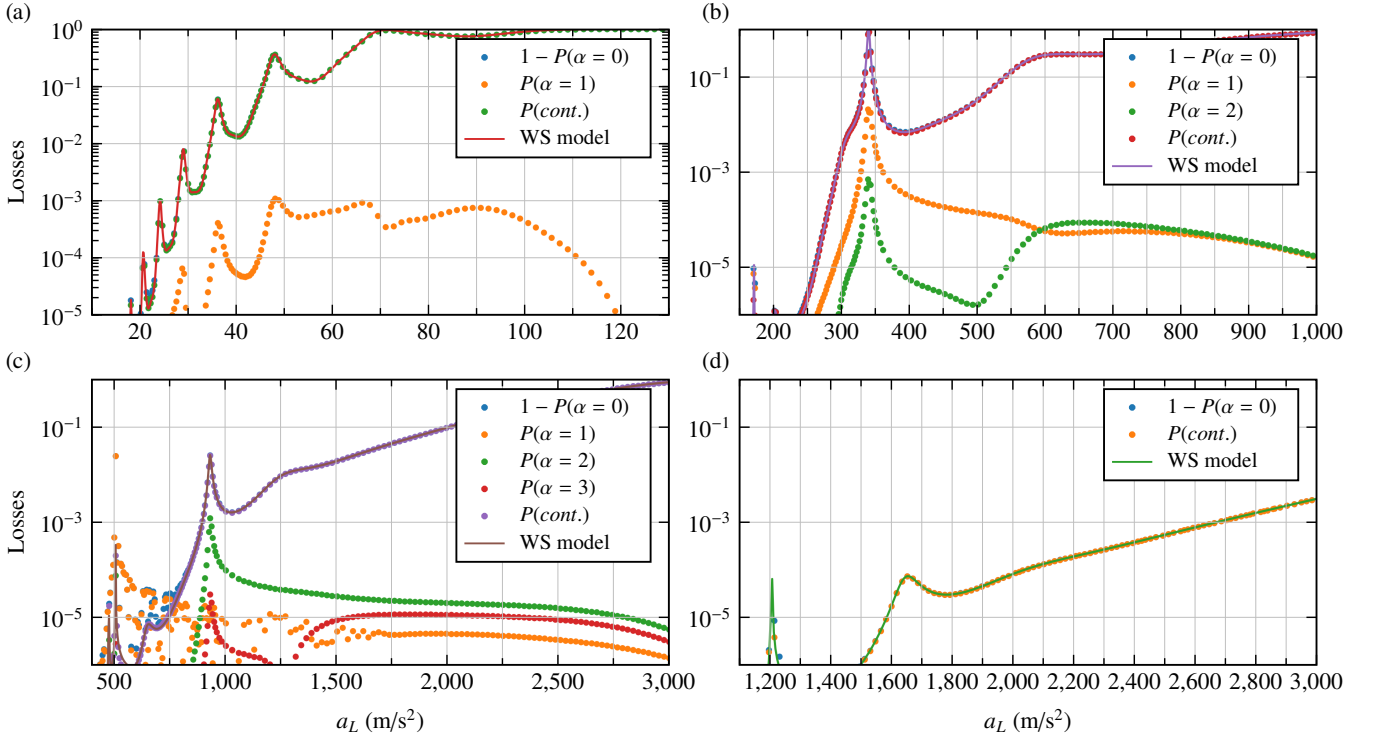 (a)
Losses
10⁰
10⁻¹
10⁻²
10⁻³
10⁻⁴
10⁻⁵
1 − P(α = 0)
P(α = 1)
P(cont.)
WS model
20 40 60 80 100 120
(b)
10⁻¹
10⁻³
10⁻⁵
1 − P(α = 0)
P(α = 1)
P(α = 2)
P(cont.)
WS model
200 300 400 500 600 700 800 900 1,000
(c)
Losses
10⁻¹
10⁻³
10⁻⁵
1 − P(α = 0)
P(α = 1)
P(α = 2)
P(α = 3)
P(cont.)
WS model
500 1,000 1,500 2,000 2,500 3,000
a_L (m/s²)
(d)
10⁻¹
10⁻³
10⁻⁵
1 − P(α = 0)
P(cont.)
WS model
1,200 1,400 1,600 1,800 2,000 2,200 2,400 2,600 2,800 3,000
a_L (m/s²)